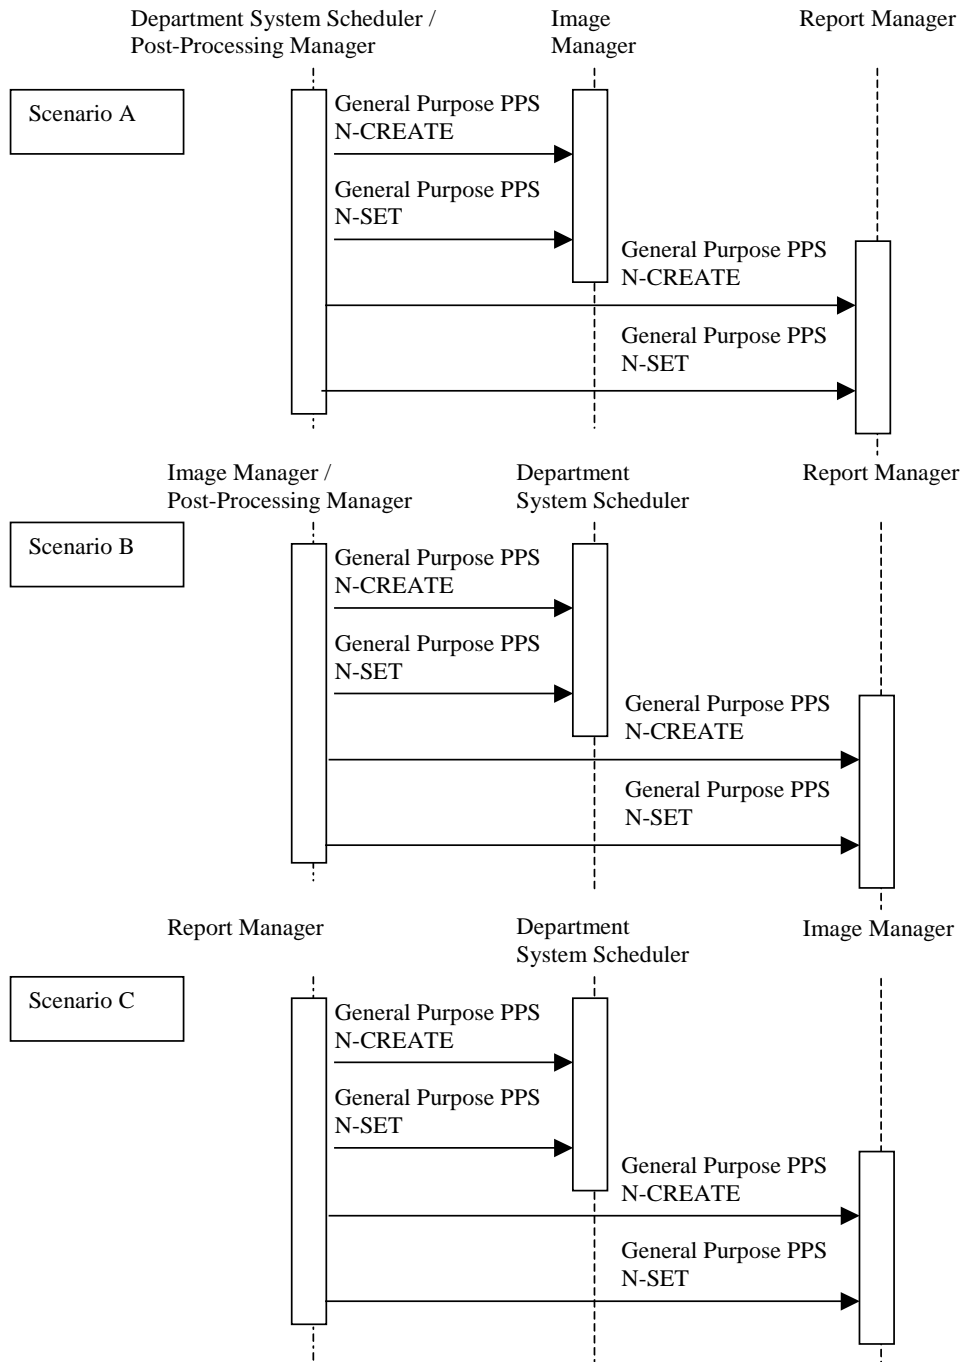 Department System Scheduler /
Post-Processing Manager
Image
Manager
Report Manager
Scenario A
General Purpose PPS
N-CREATE
General Purpose PPS
N-SET
General Purpose PPS
N-CREATE
General Purpose PPS
N-SET
Image Manager /
Post-Processing Manager
Department
System Scheduler
Report Manager
Scenario B
General Purpose PPS
N-CREATE
General Purpose PPS
N-SET
General Purpose PPS
N-CREATE
General Purpose PPS
N-SET
Report Manager
Department
System Scheduler
Image Manager
Scenario C
General Purpose PPS
N-CREATE
General Purpose PPS
N-SET
General Purpose PPS
N-CREATE
General Purpose PPS
N-SET